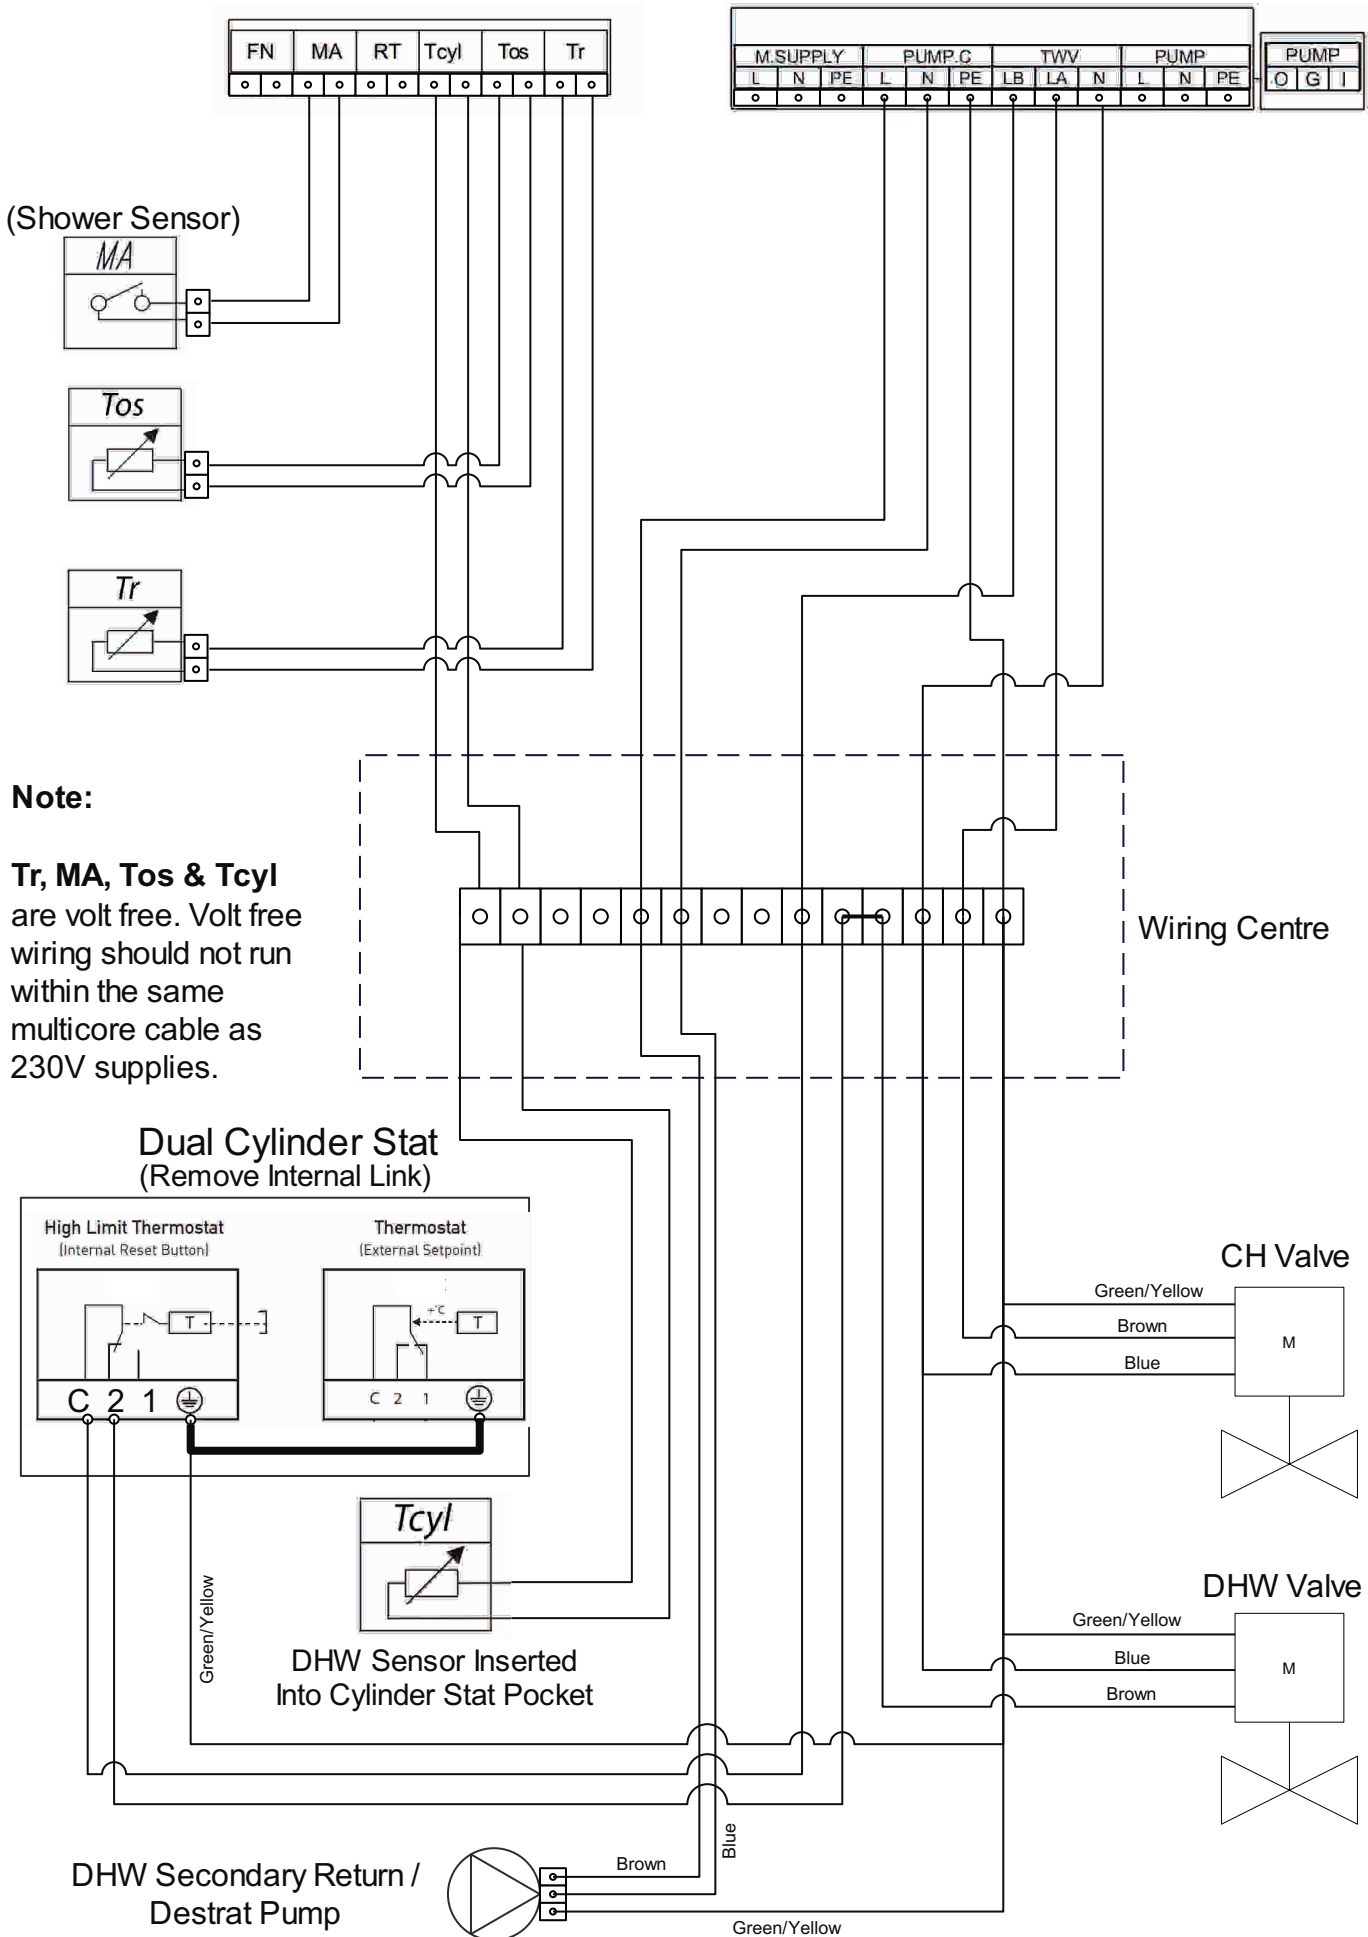 FN MA RT Tcyl Tos Tr
M.SUPPLY PUMP.C TWV PUMP PUMP
L N PE L N PE LB LA N L N PE O G I
(Shower Sensor)
MA
Tos
Tr
Note:
Tr, MA, Tos & Tcyl
are volt free. Volt free
wiring should not run
within the same
multicore cable as
230V supplies.
Wiring Centre
Dual Cylinder Stat
(Remove Internal Link)
High Limit Thermostat
(Internal Reset Button)
T
C 2 1
Thermostat
(External Setpoint)
+°C
T
C 2 1
Green/Yellow
Tcyl
DHW Sensor Inserted
Into Cylinder Stat Pocket
CH Valve
Green/Yellow
Brown
Blue
M
DHW Valve
Green/Yellow
Blue
Brown
M
DHW Secondary Return /
Destrat Pump
Brown
Blue
Green/Yellow